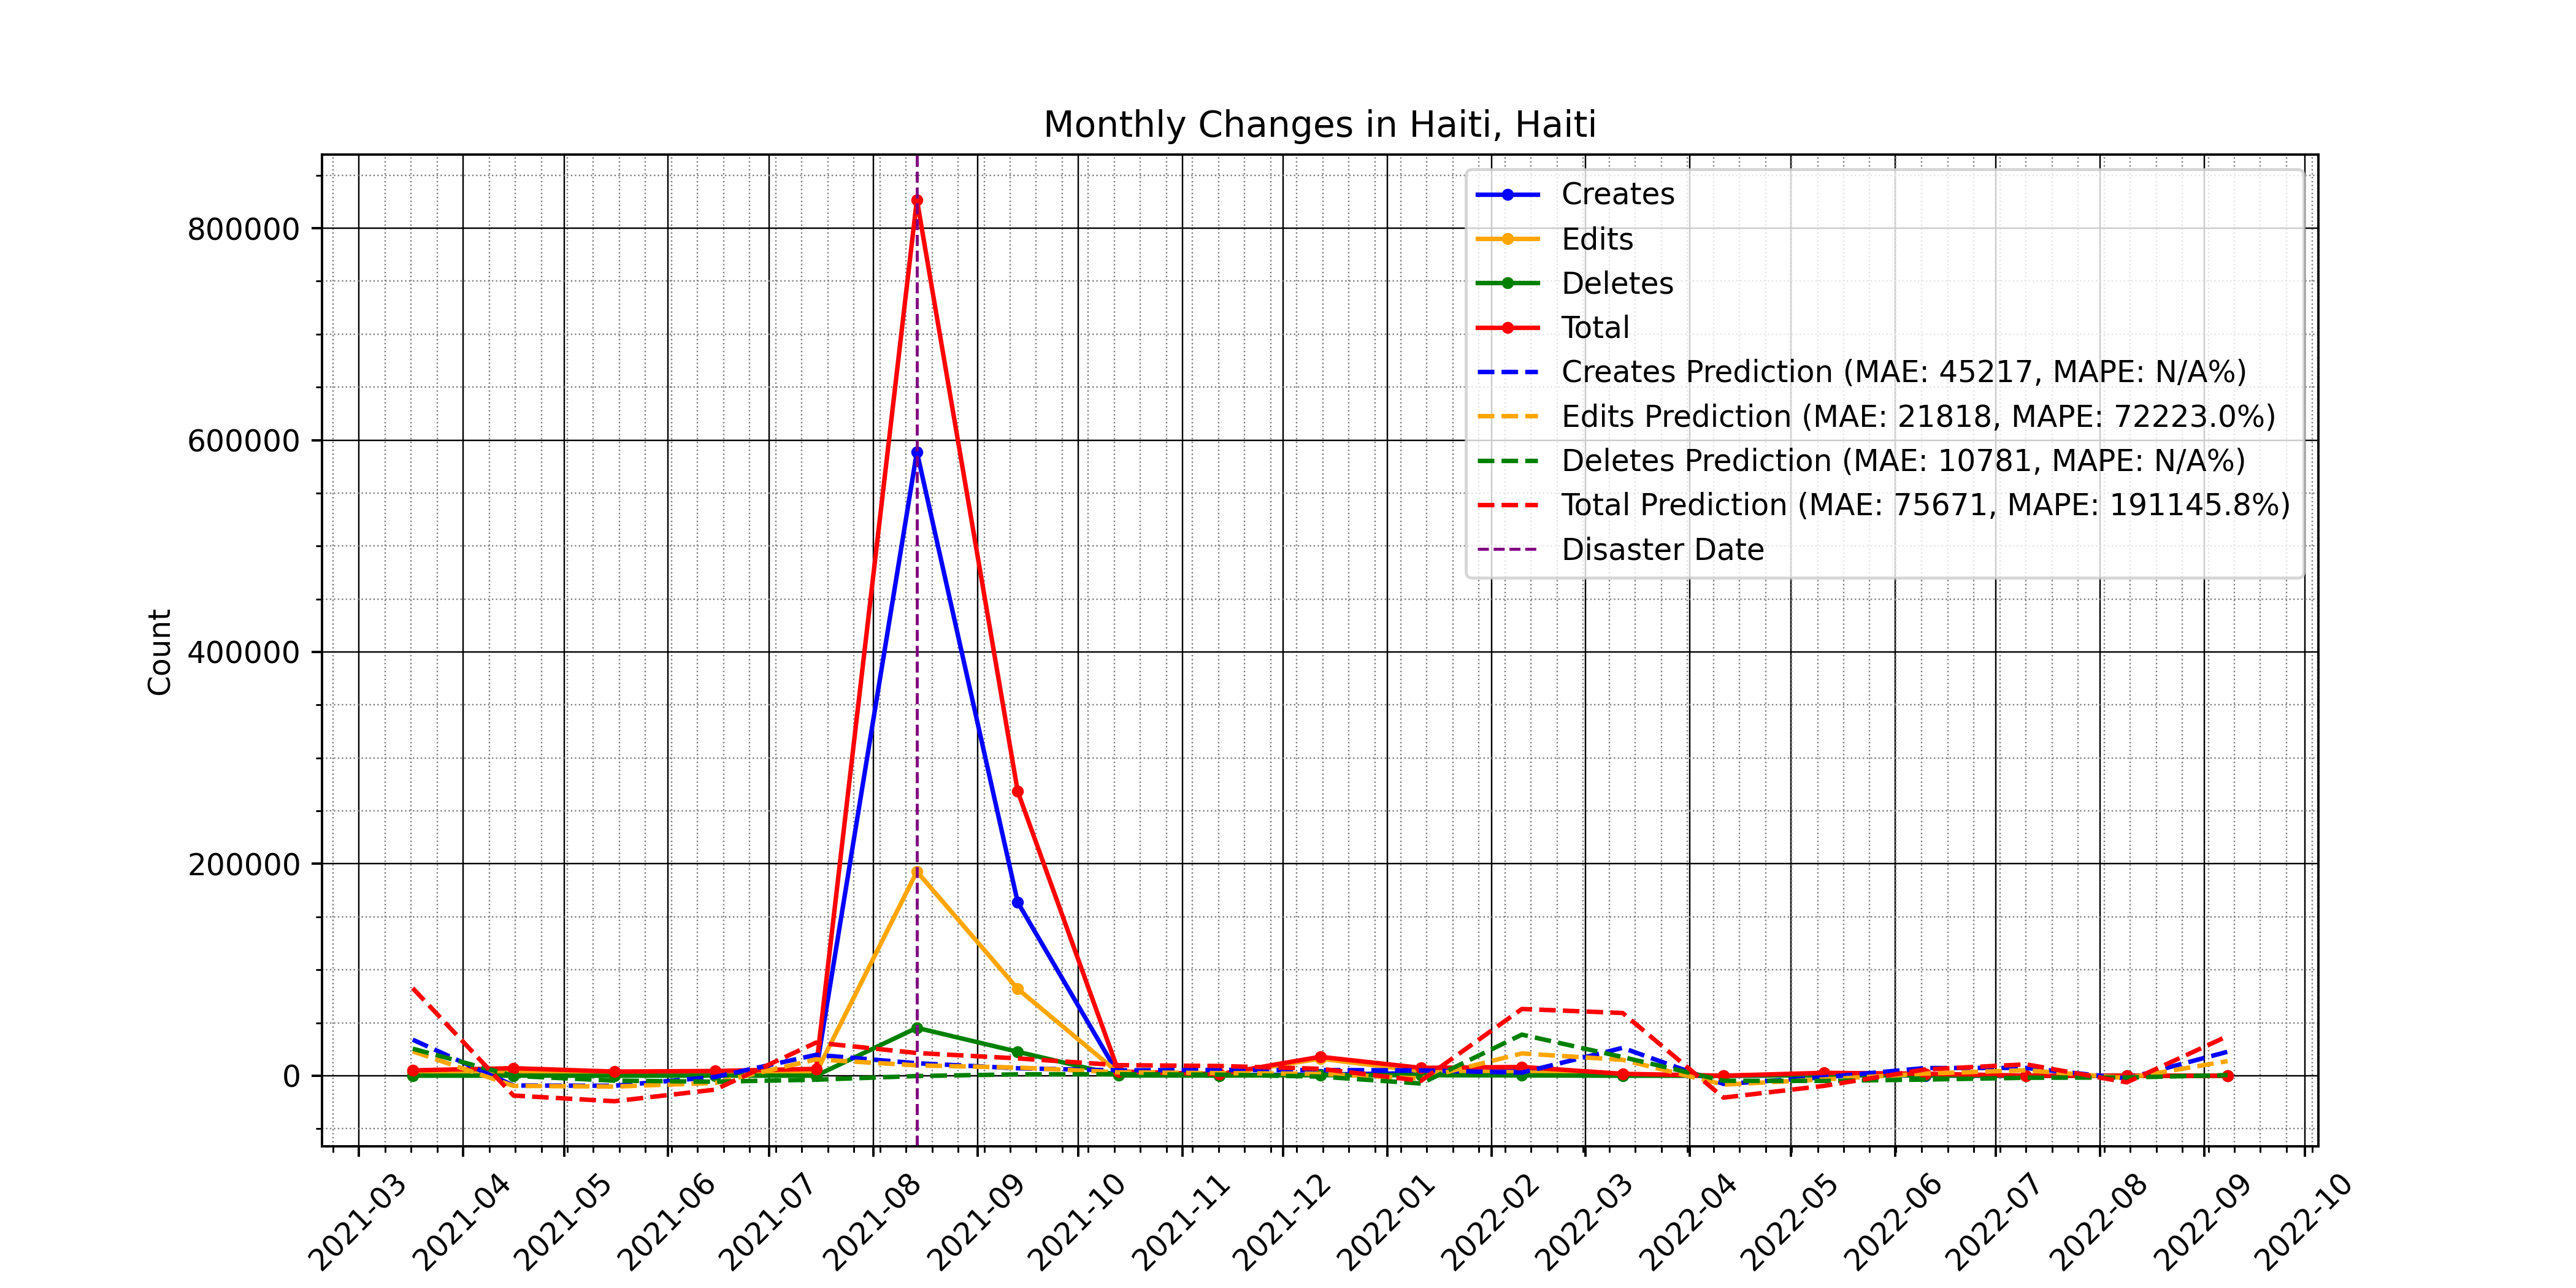 Monthly Changes in Haiti, Haiti
Creates
Edits
Deletes
Total
Creates Prediction (MAE: 45217, MAPE: N/A%)
Edits Prediction (MAE: 21818, MAPE: 72223.0%)
Deletes Prediction (MAE: 10781, MAPE: N/A%)
Total Prediction (MAE: 75671, MAPE: 191145.8%)
Disaster Date
Count
800000
600000
400000
200000
0
2021-03
2021-04
2021-05
2021-06
2021-07
2021-08
2021-09
2021-10
2021-11
2021-12
2022-01
2022-02
2022-03
2022-04
2022-05
2022-06
2022-07
2022-08
2022-09
2022-10